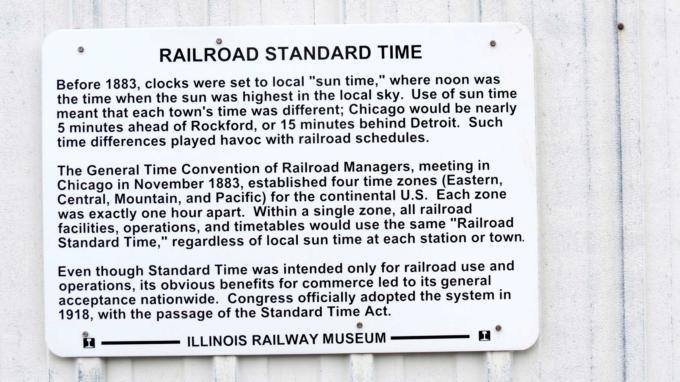 RAILROAD STANDARD TIME
Before 1883, clocks were set to local "sun time," where noon was
the time when the sun was highest in the local sky. Use of sun time
meant that each town's time was different; Chicago would be nearly
5 minutes ahead of Rockford, or 15 minutes behind Detroit. Such
time differences played havoc with railroad schedules.
The General Time Convention of Railroad Managers, meeting in
Chicago in November 1883, established four time zones (Eastern,
Central, Mountain, and Pacific) for the continental U.S. Each zone
was exactly one hour apart. Within a single zone, all railroad
facilities, operations, and timetables would use the same "Railroad
Standard Time," regardless of local sun time at each station or town.
Even though Standard Time was intended only for railroad use and
operations, its obvious benefits for commerce led to its general
acceptance nationwide. Congress officially adopted the system in
1918, with the passage of the Standard Time Act.
ILLINOIS RAILWAY MUSEUM